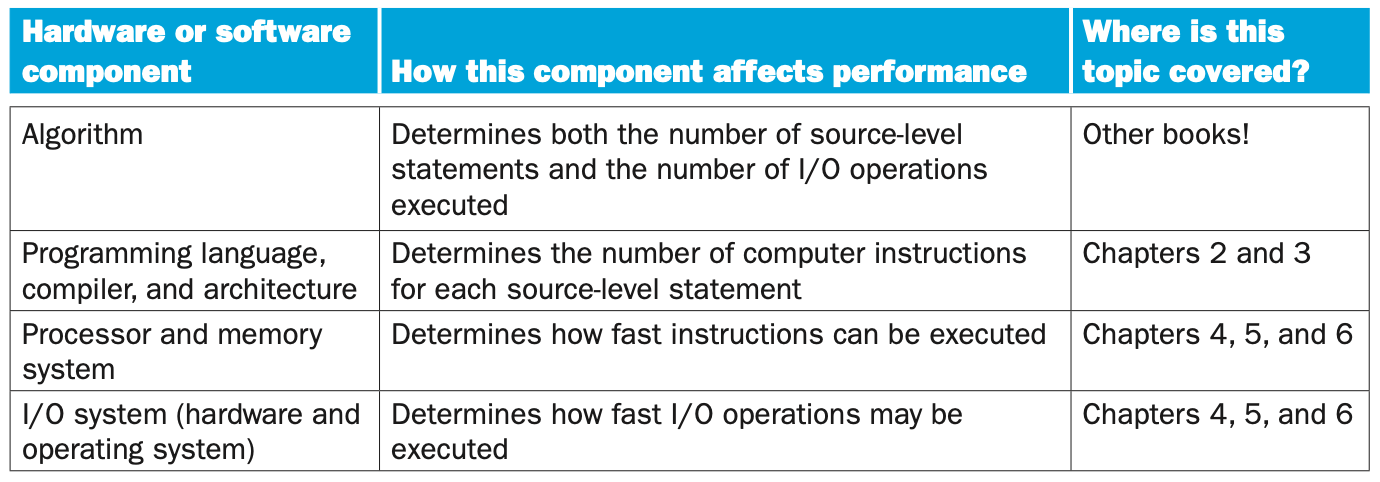 Hardware or software
component
How this component affects performance
Where is this
topic covered?
Algorithm
Determines both the number of source-level
statements and the number of I/O operations
executed
Other books!
Programming language,
compiler, and architecture
Determines the number of computer instructions
for each source-level statement
Chapters 2 and 3
Processor and memory
system
Determines how fast instructions can be executed
Chapters 4, 5, and 6
I/O system (hardware and
operating system)
Determines how fast I/O operations may be
executed
Chapters 4, 5, and 6